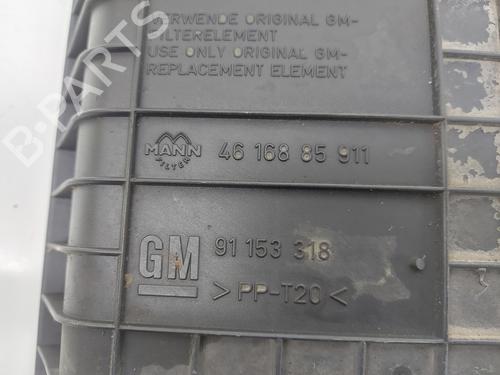 VERWENDE ORIGINAL GM-
FILTERELEMENT
USE ONLY ORIGINAL GM-
REPLACEMENT ELEMENT
MANN
FILTER
46 168 85 911
GM
91 153 318
> PP-T20 <
B-PARTS